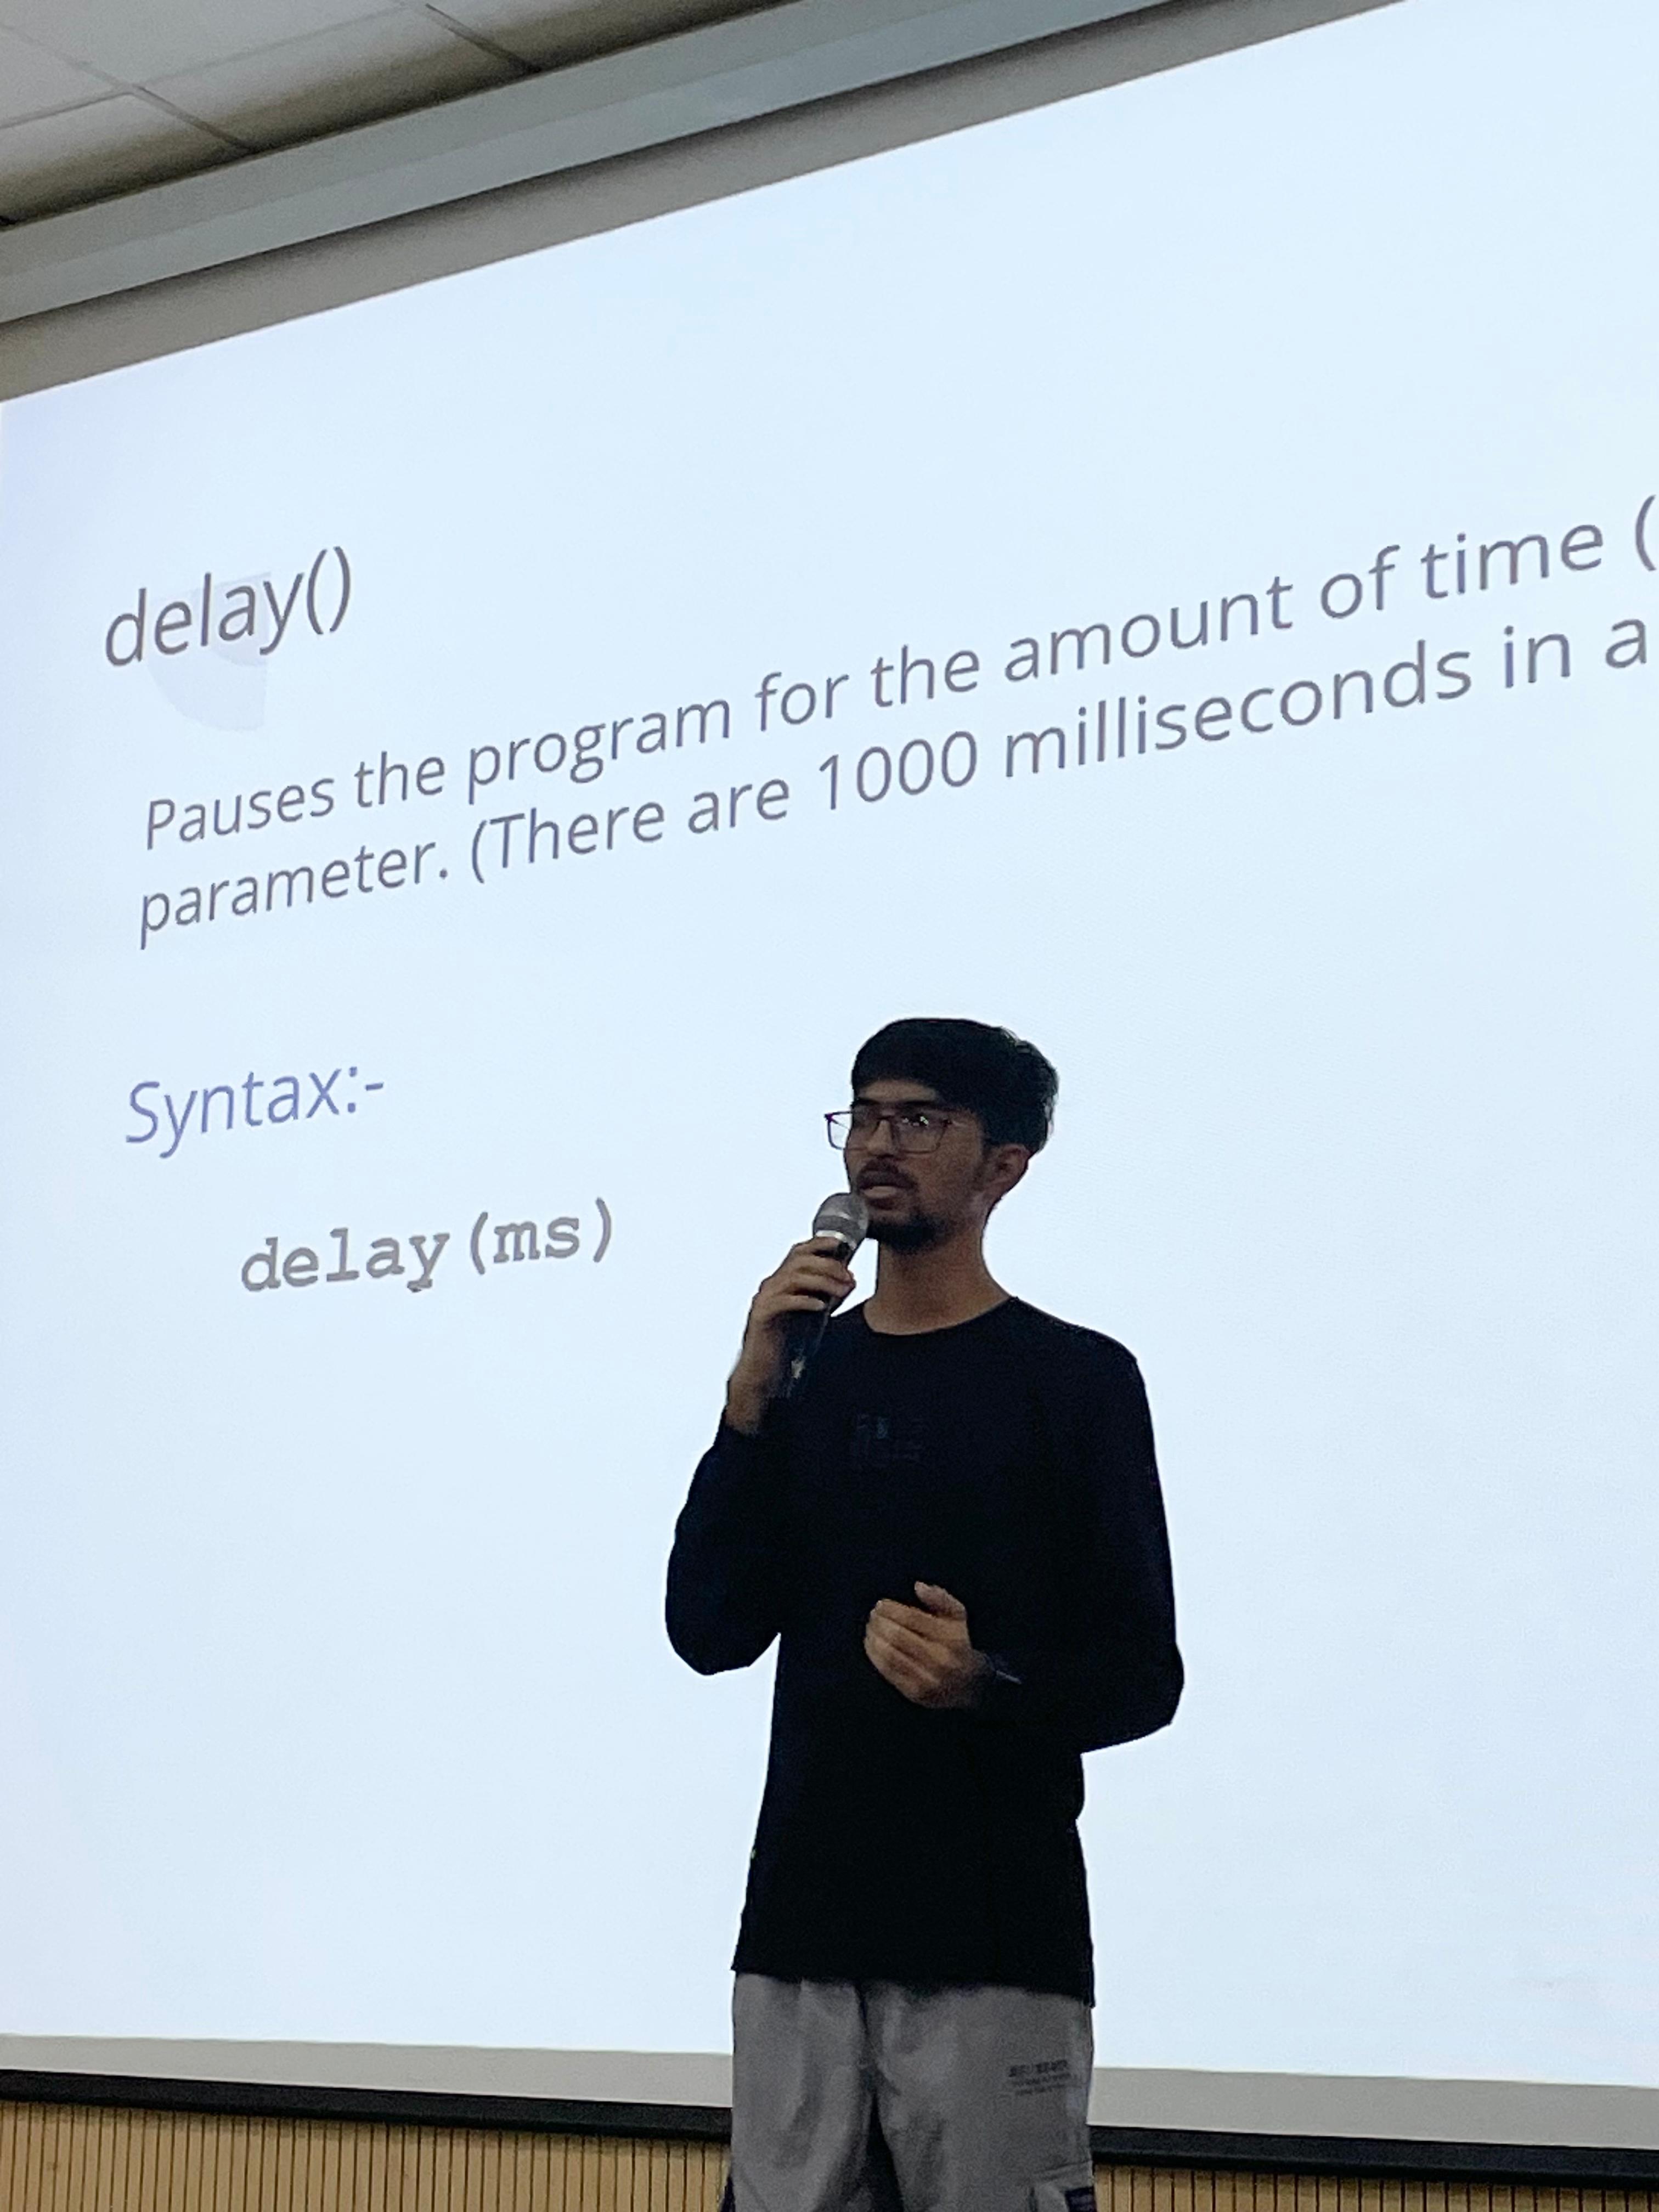 delay()
Pauses the program for the amount of time (
parameter. (There are 1000 milliseconds in a
Syntax:-
delay(ms)